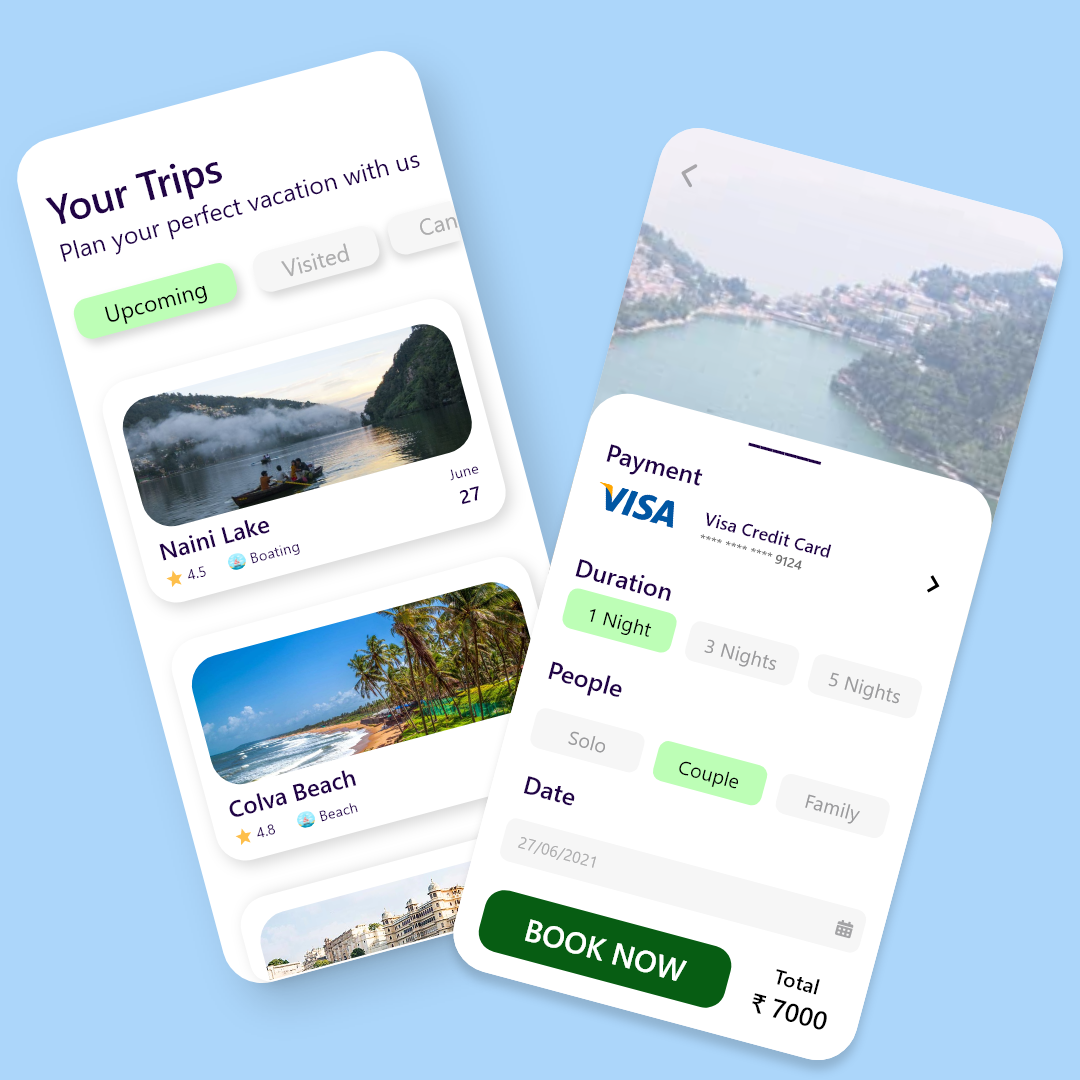 Your Trips
Plan your perfect vacation with us
Upcoming
Visited
Can
June
27
Naini Lake
4.5
Boating
Colva Beach
4.8
Beach
Payment
VISA
Visa Credit Card
**** **** **** 9124
Duration
1 Night
3 Nights
5 Nights
People
Solo
Couple
Family
Date
27/06/2021
BOOK NOW
Total
₹ 7000